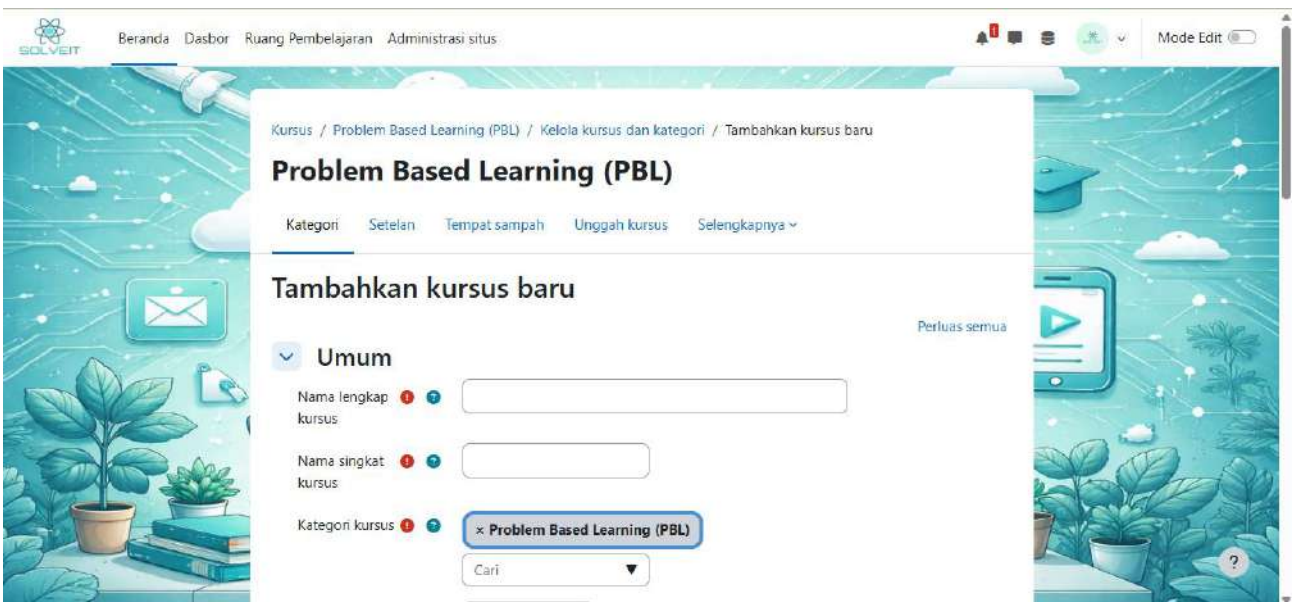 SOLVEIT
Beranda Dasbor Ruang Pembelajaran Administrasi situs
1
Mode Edit
Kursus / Problem Based Learning (PBL) / Kelola kursus dan kategori / Tambahkan kursus baru
Problem Based Learning (PBL)
Kategori Setelan Tempat sampah Unggah kursus Selengkapnya
Tambahkan kursus baru
Perluas semua
Umum
Nama lengkap ! ?
kursus
Nama singkat ! ?
kursus
Kategori kursus ! ?
× Problem Based Learning (PBL)
Cari ▼
?